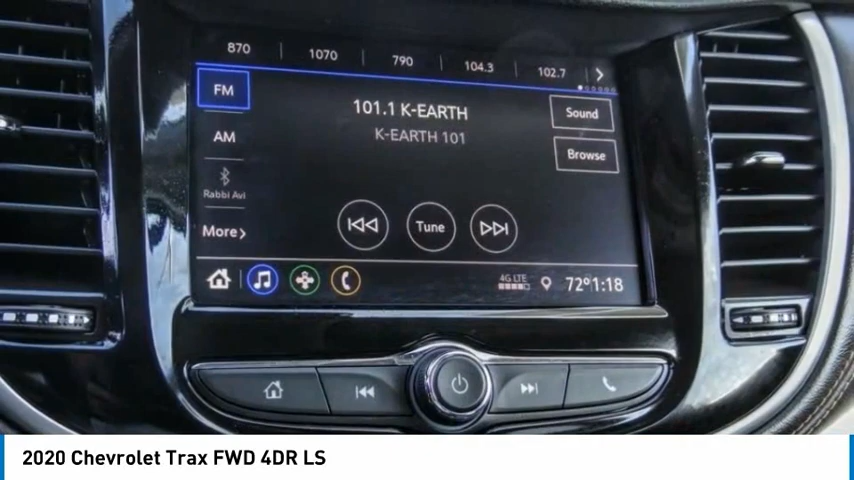 870 1070 790 104.3 102.7
FM
101.1 K-EARTH
Sound
AM
K-EARTH 101
Browse
Rabbi Avi
More
Tune
4G LTE
72° 1:18
2020 Chevrolet Trax FWD 4DR LS